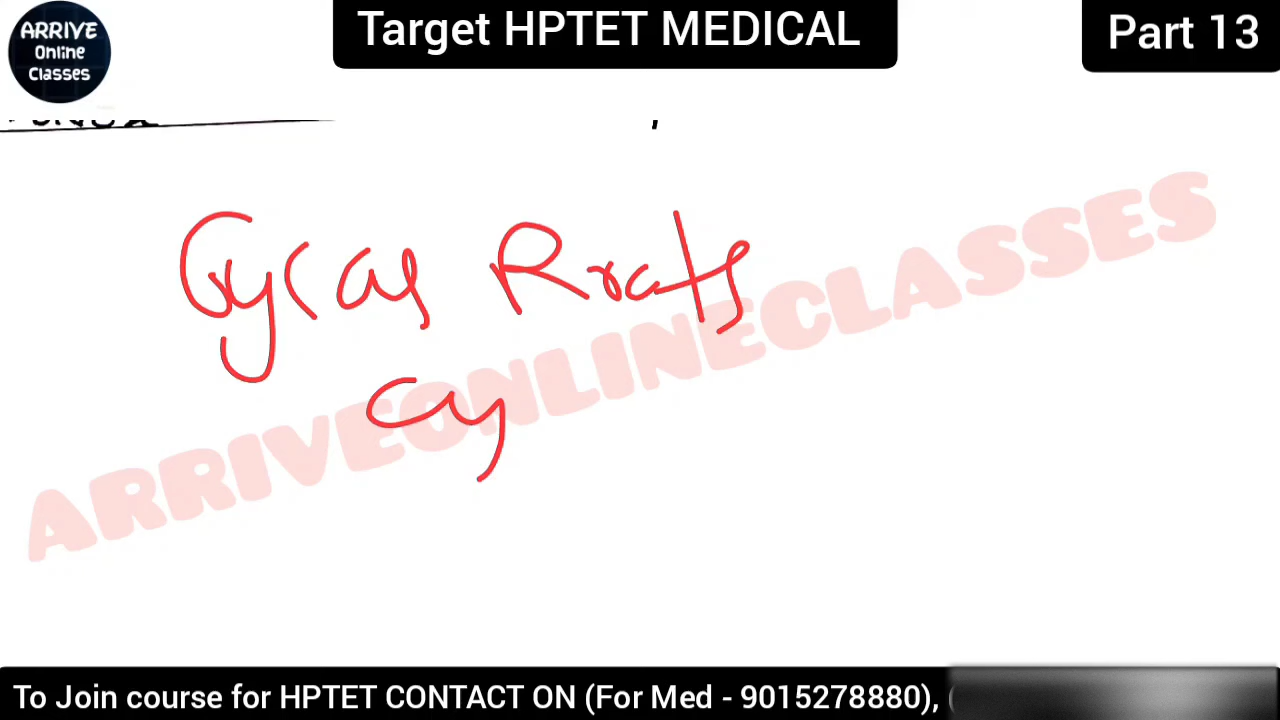 ARRIVE
Online
Classes
Target HPTET MEDICAL
Part 13
Cycas Roots
Cy
ARRIVEONLINECLASSES
To Join course for HPTET CONTACT ON (For Med - 9015278880), (